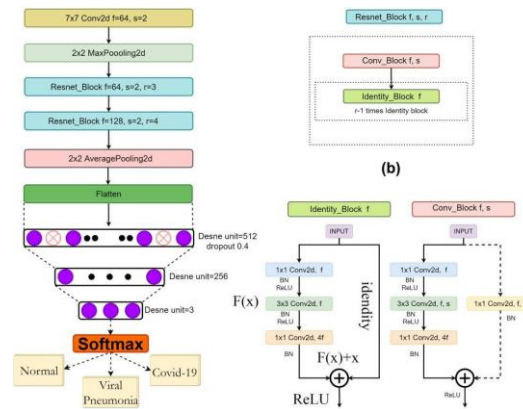 7x7 Conv2d f=64, s=2
2x2 MaxPoooling2d
Resnet_Block f=64, s=2, r=3
Resnet_Block f=128, s=2, r=4
2x2 AveragePooling2d
Flatten
Desne unit=512
dropout 0.4
Desne unit=256
Desne unit=3
Softmax
Normal
Viral
Pneumonia
Covid-19
Resnet_Block f, s, r
Conv_Block f, s
Identity_Block f
r-1 times Identity block
(b)
Identity_Block f
INPUT
1x1 Conv2d, f
BN
ReLU
F(x)
3x3 Conv2d, f
BN
ReLU
1x1 Conv2d, 4f
BN
idendity
F(x)+x
ReLU
Conv_Block f, s
INPUT
1x1 Conv2d, f
BN
ReLU
3x3 Conv2d, f, s
BN
ReLU
1x1 Conv2d, 4f
BN
1x1 Conv2d, f,
BN
ReLU